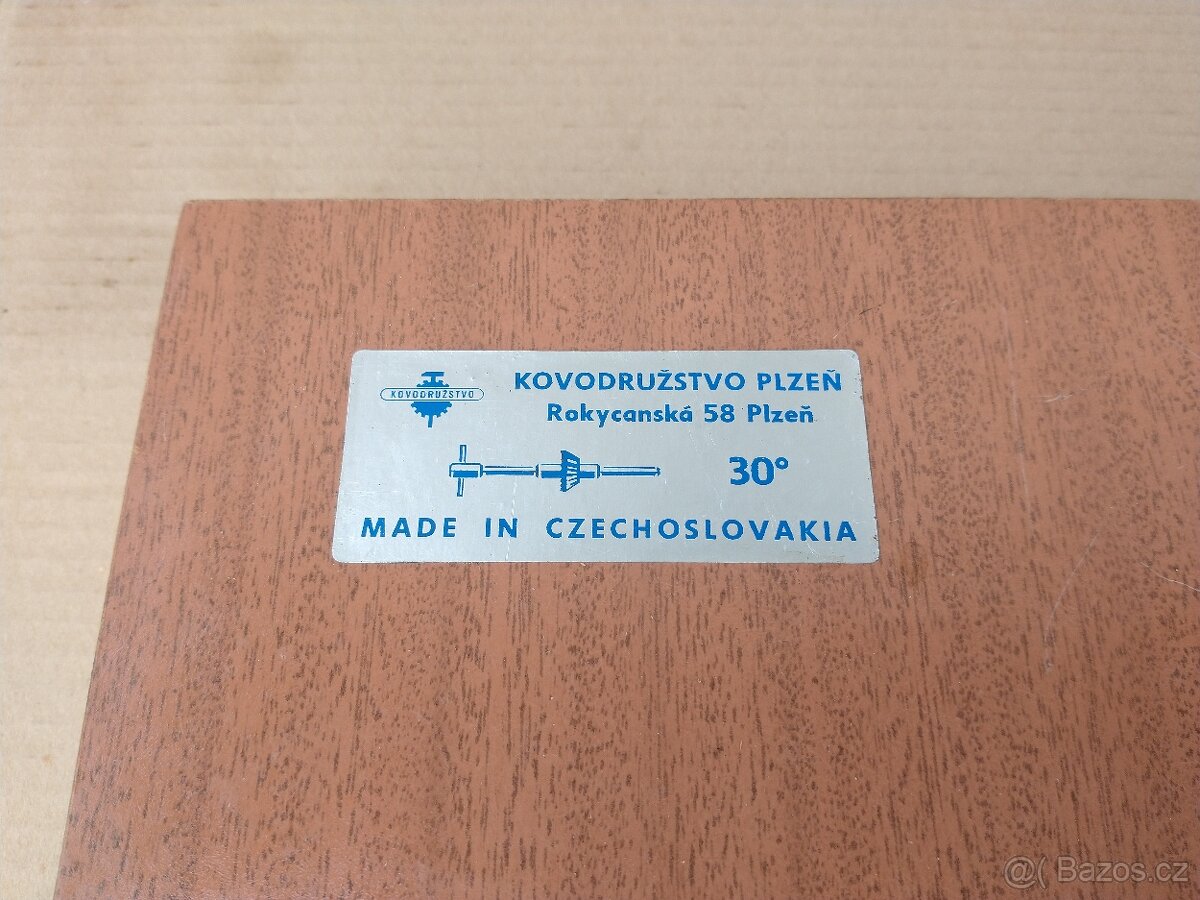 KOVODRUŽSTVO
KOVODRUŽSTVO PLZEŇ
Rokycanská 58 Plzeň
30°
MADE IN CZECHOSLOVAKIA
@( Bazos.cz